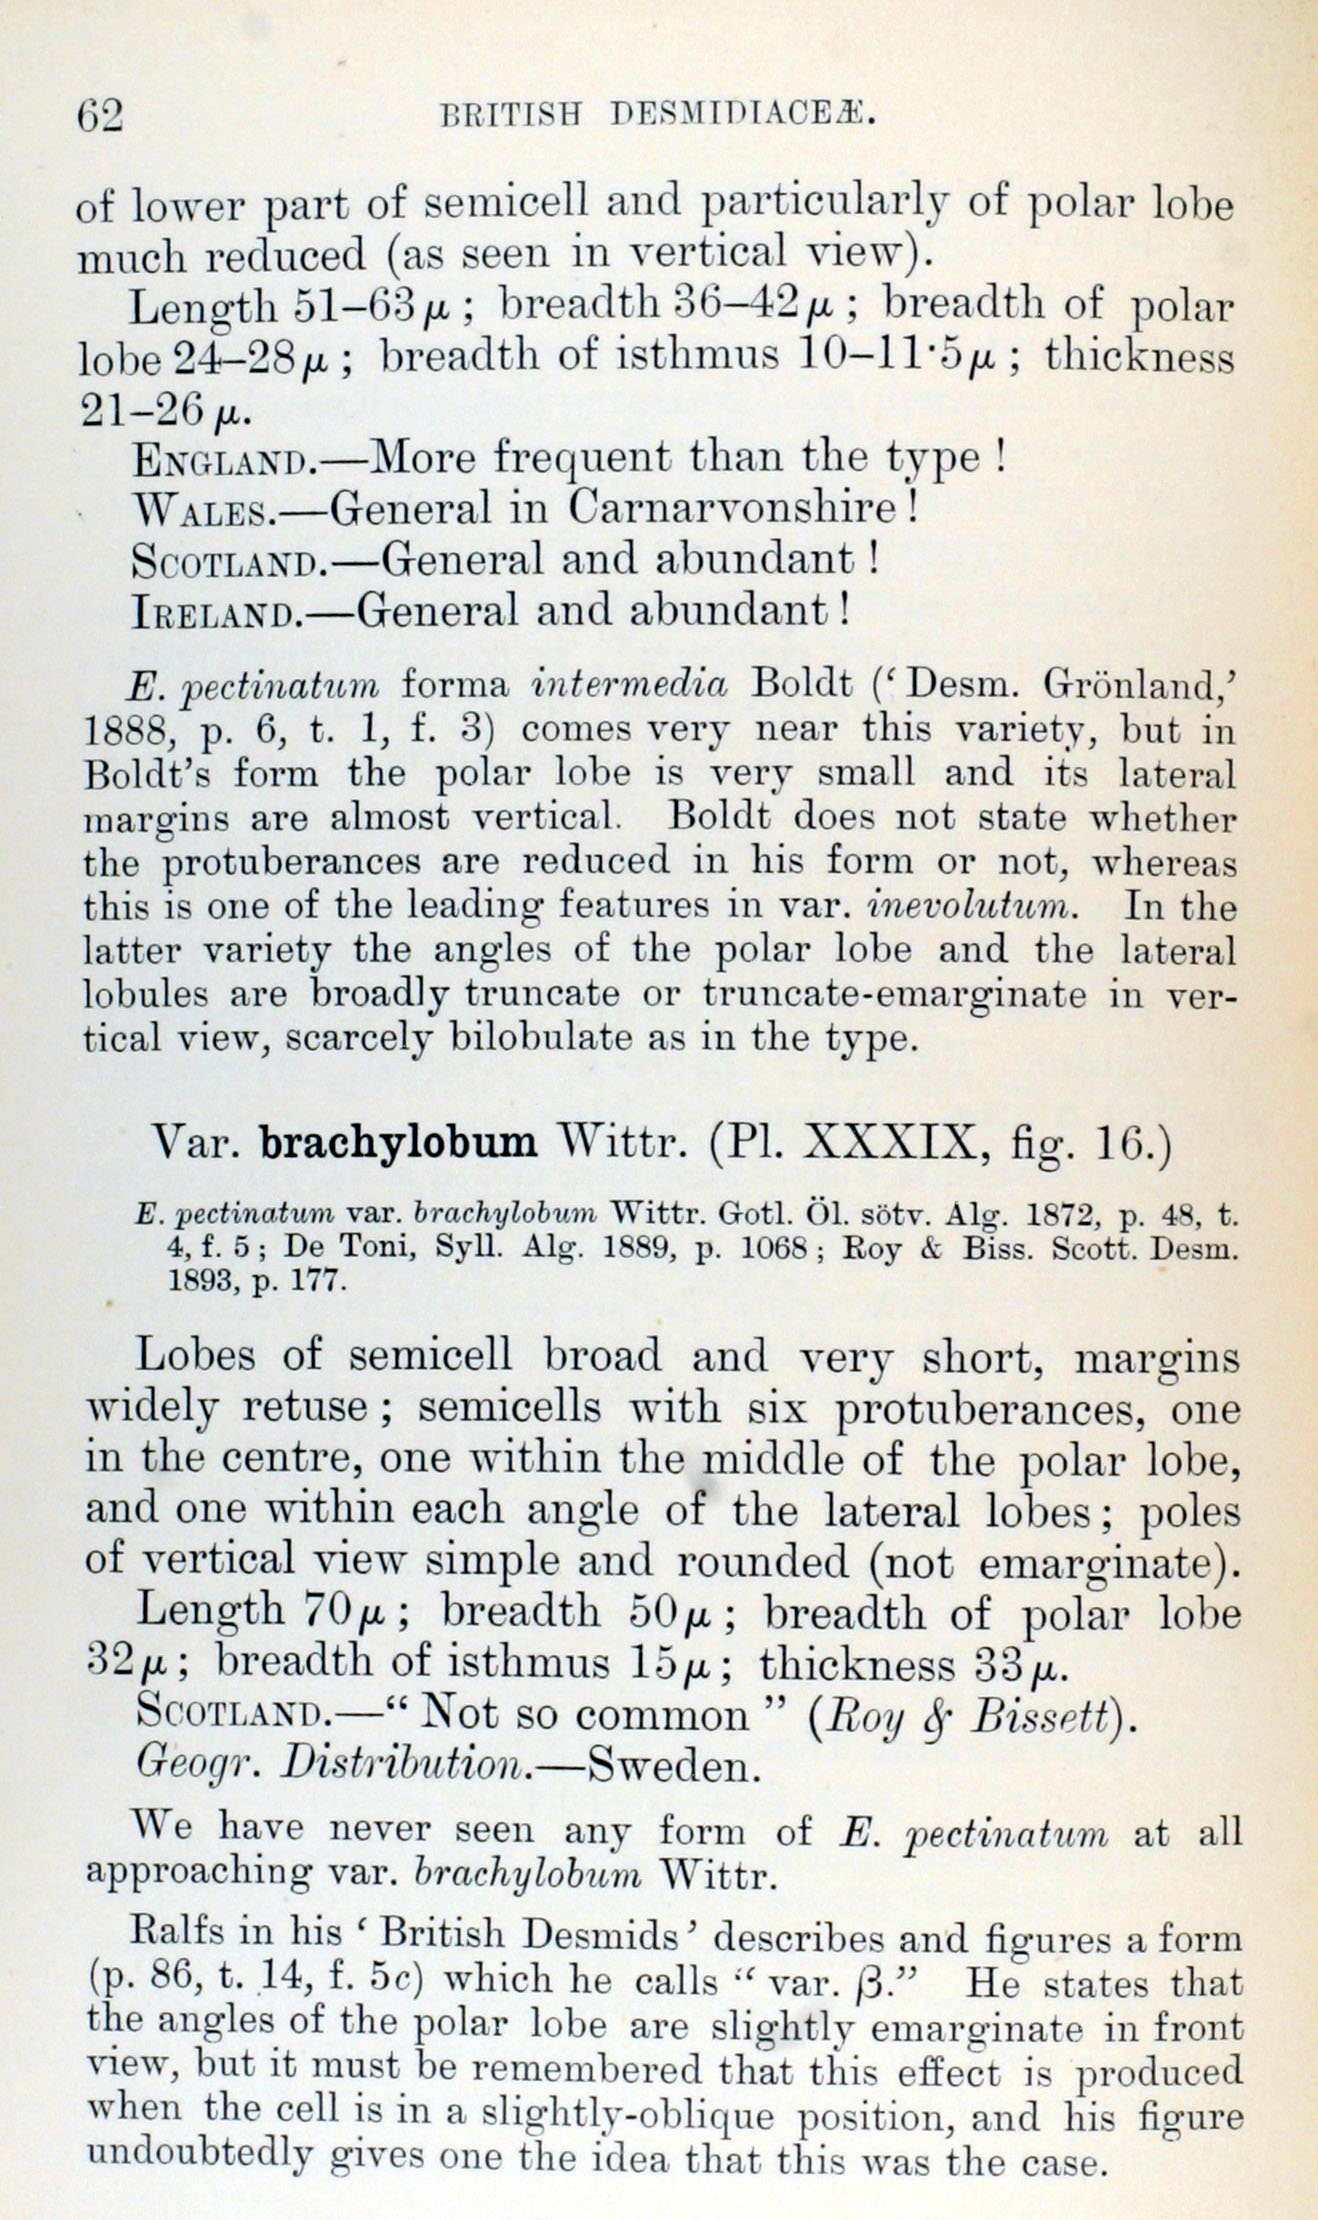 62 BRITISH DESMIDIACEÆ.
of lower part of semicell and particularly of polar lobe
much reduced (as seen in vertical view).
Length 51–63 μ ; breadth 36–42 μ ; breadth of polar
lobe 24–28 μ ; breadth of isthmus 10–11·5 μ ; thickness
21–26 μ.
ENGLAND.—More frequent than the type !
WALES.—General in Carnarvonshire !
SCOTLAND.—General and abundant !
IRELAND.—General and abundant !
E. pectinatum forma intermedia Boldt (‘ Desm. Grönland,’
1888, p. 6, t. 1, f. 3) comes very near this variety, but in
Boldt’s form the polar lobe is very small and its lateral
margins are almost vertical. Boldt does not state whether
the protuberances are reduced in his form or not, whereas
this is one of the leading features in var. inevolutum. In the
latter variety the angles of the polar lobe and the lateral
lobules are broadly truncate or truncate-emarginate in ver-
tical view, scarcely bilobulate as in the type.
Var. brachylobum Wittr. (Pl. XXXIX, fig. 16.)
E. pectinatum var. brachylobum Wittr. Gotl. Öl. sötv. Alg. 1872, p. 48, t.
4, f. 5 ; De Toni, Syll. Alg. 1889, p. 1068 ; Roy & Biss. Scott. Desm.
1893, p. 177.
Lobes of semicell broad and very short, margins
widely retuse ; semicells with six protuberances, one
in the centre, one within the middle of the polar lobe,
and one within each angle of the lateral lobes ; poles
of vertical view simple and rounded (not emarginate).
Length 70 μ ; breadth 50 μ ; breadth of polar lobe
32 μ ; breadth of isthmus 15 μ ; thickness 33 μ.
SCOTLAND.—“ Not so common ” (Roy & Bissett).
Geogr. Distribution.—Sweden.
We have never seen any form of E. pectinatum at all
approaching var. brachylobum Wittr.
Ralfs in his ‘ British Desmids ’ describes and figures a form
(p. 86, t. 14, f. 5c) which he calls “ var. β.” He states that
the angles of the polar lobe are slightly emarginate in front
view, but it must be remembered that this effect is produced
when the cell is in a slightly-oblique position, and his figure
undoubtedly gives one the idea that this was the case.